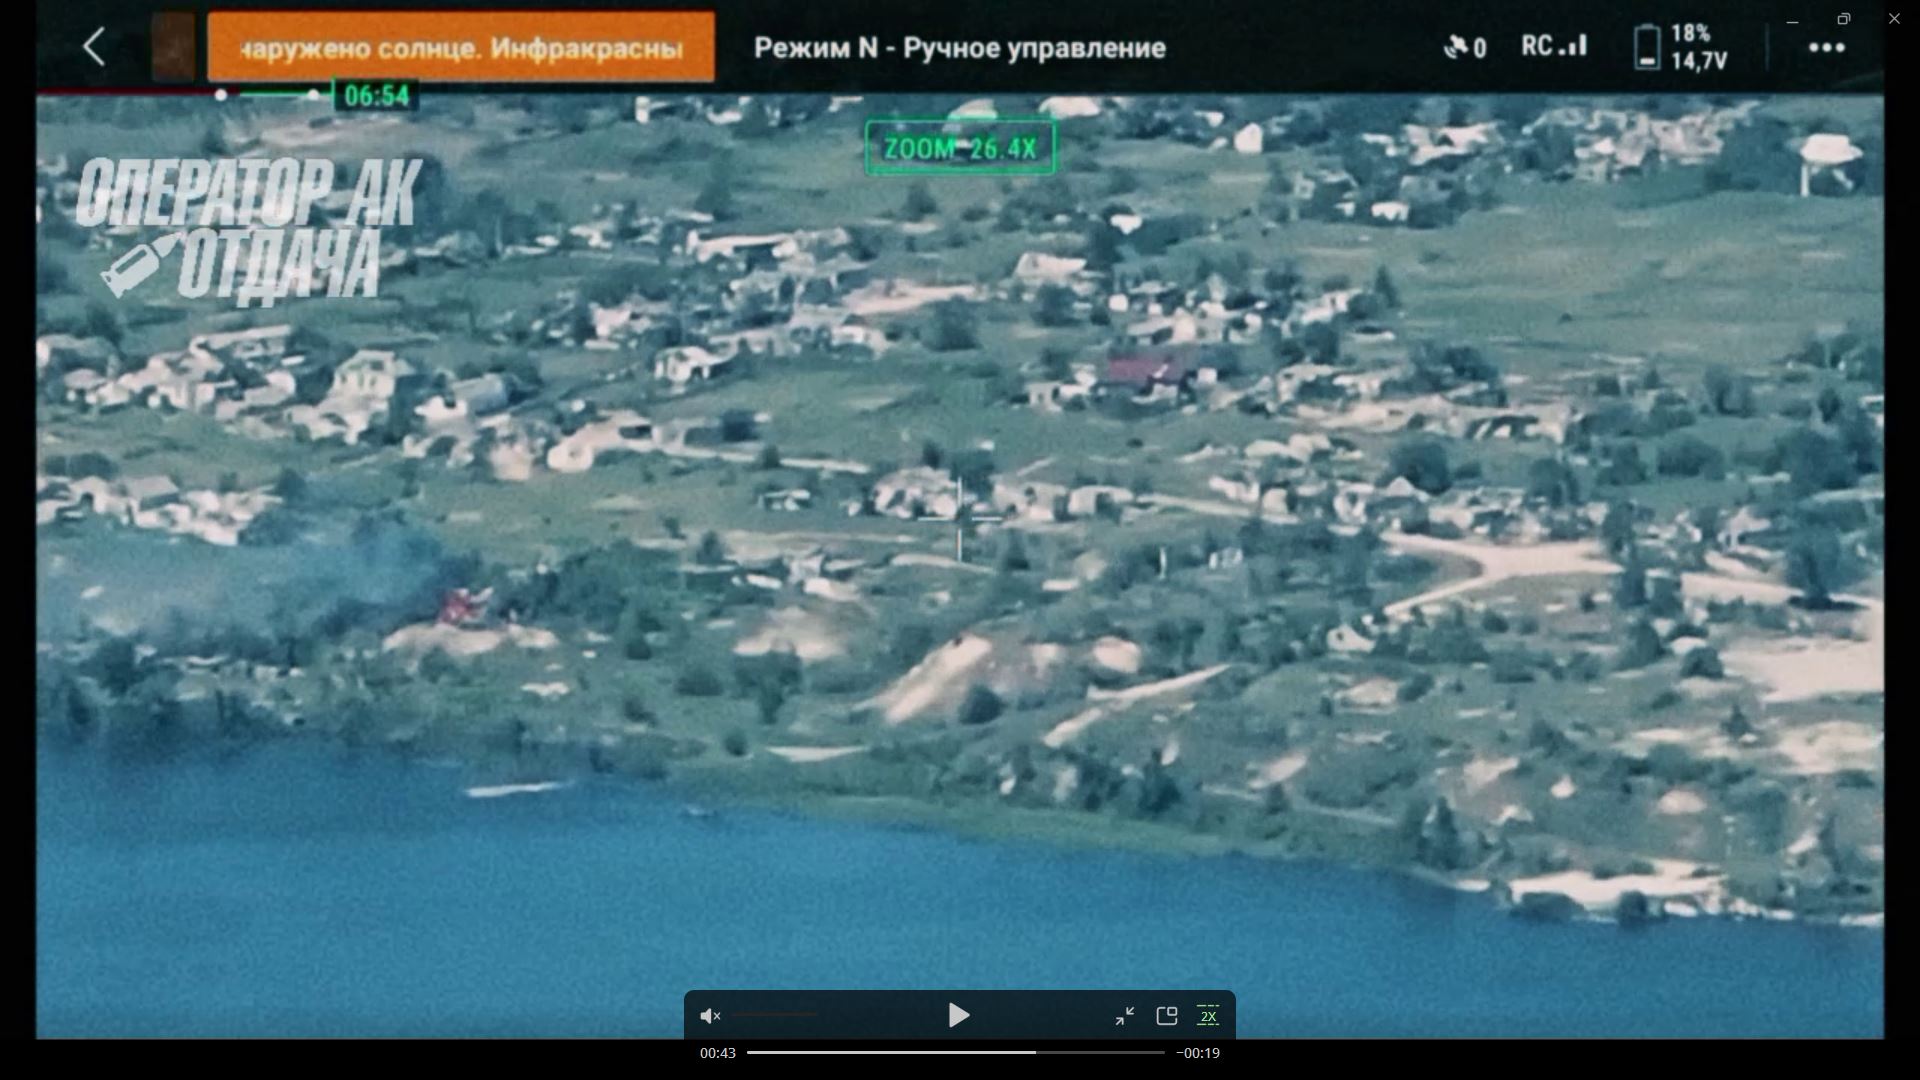 наружено солнце. Инфракрасны
Режим N - Ручное управление
0
RC
18%
14,7V
06:54
ZOOM 26.4X
ОПЕРАТОР АК
ОТДАЧА
2X
00:43
−00:19